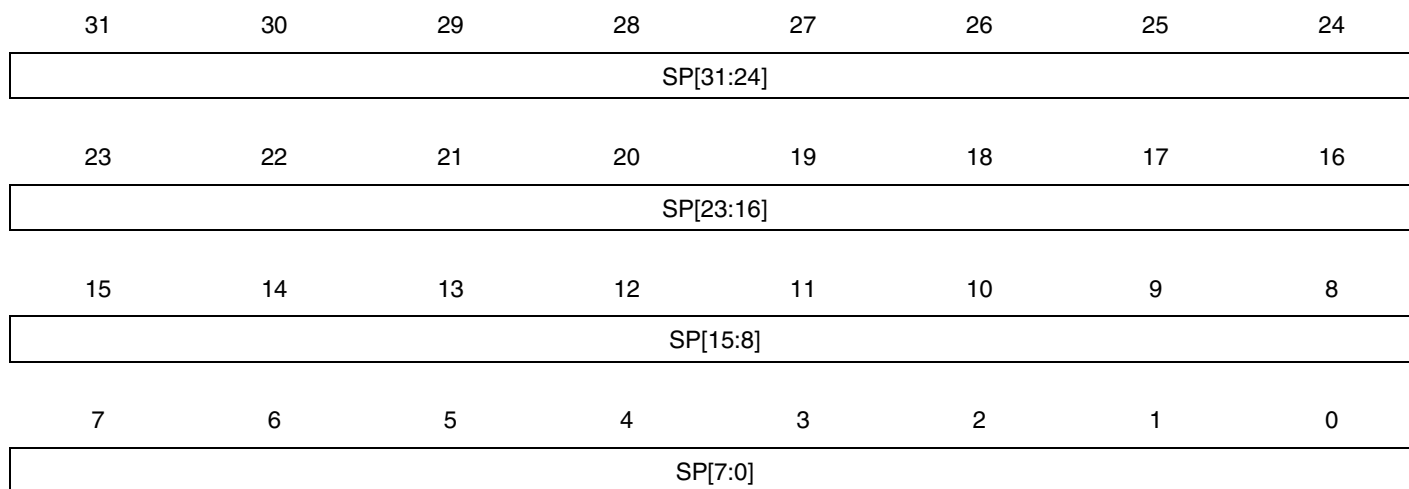 31 30 29 28 27 26 25 24
SP[31:24]
23 22 21 20 19 18 17 16
SP[23:16]
15 14 13 12 11 10 9 8
SP[15:8]
7 6 5 4 3 2 1 0
SP[7:0]